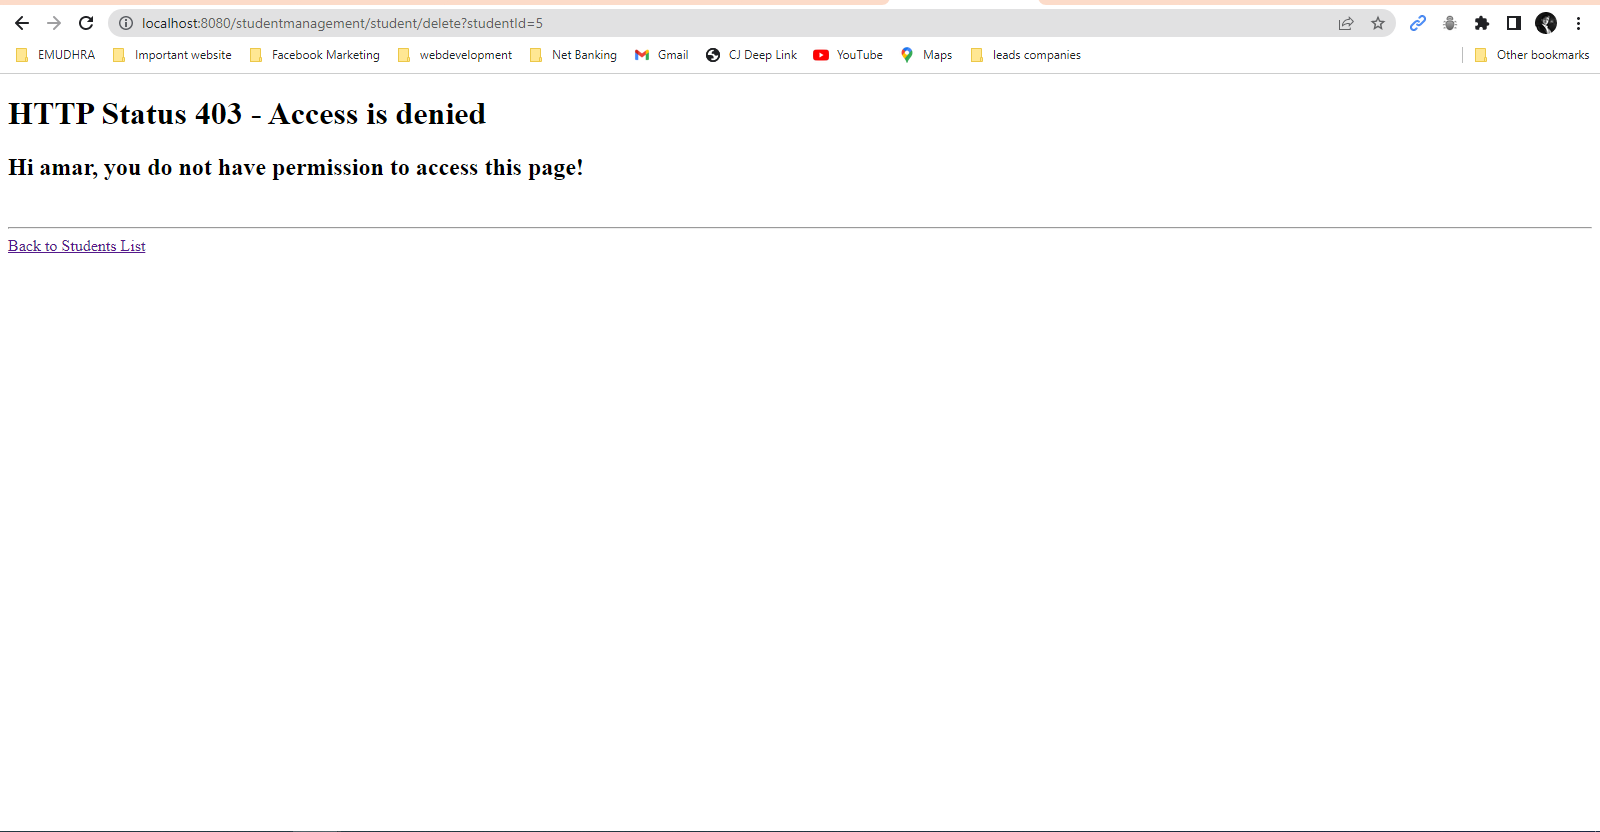 localhost:8080/studentmanagement/student/delete?studentId=5
EMUDHRA Important website Facebook Marketing webdevelopment Net Banking Gmail CJ Deep Link YouTube Maps leads companies Other bookmarks
HTTP Status 403 - Access is denied
Hi amar, you do not have permission to access this page!
Back to Students List